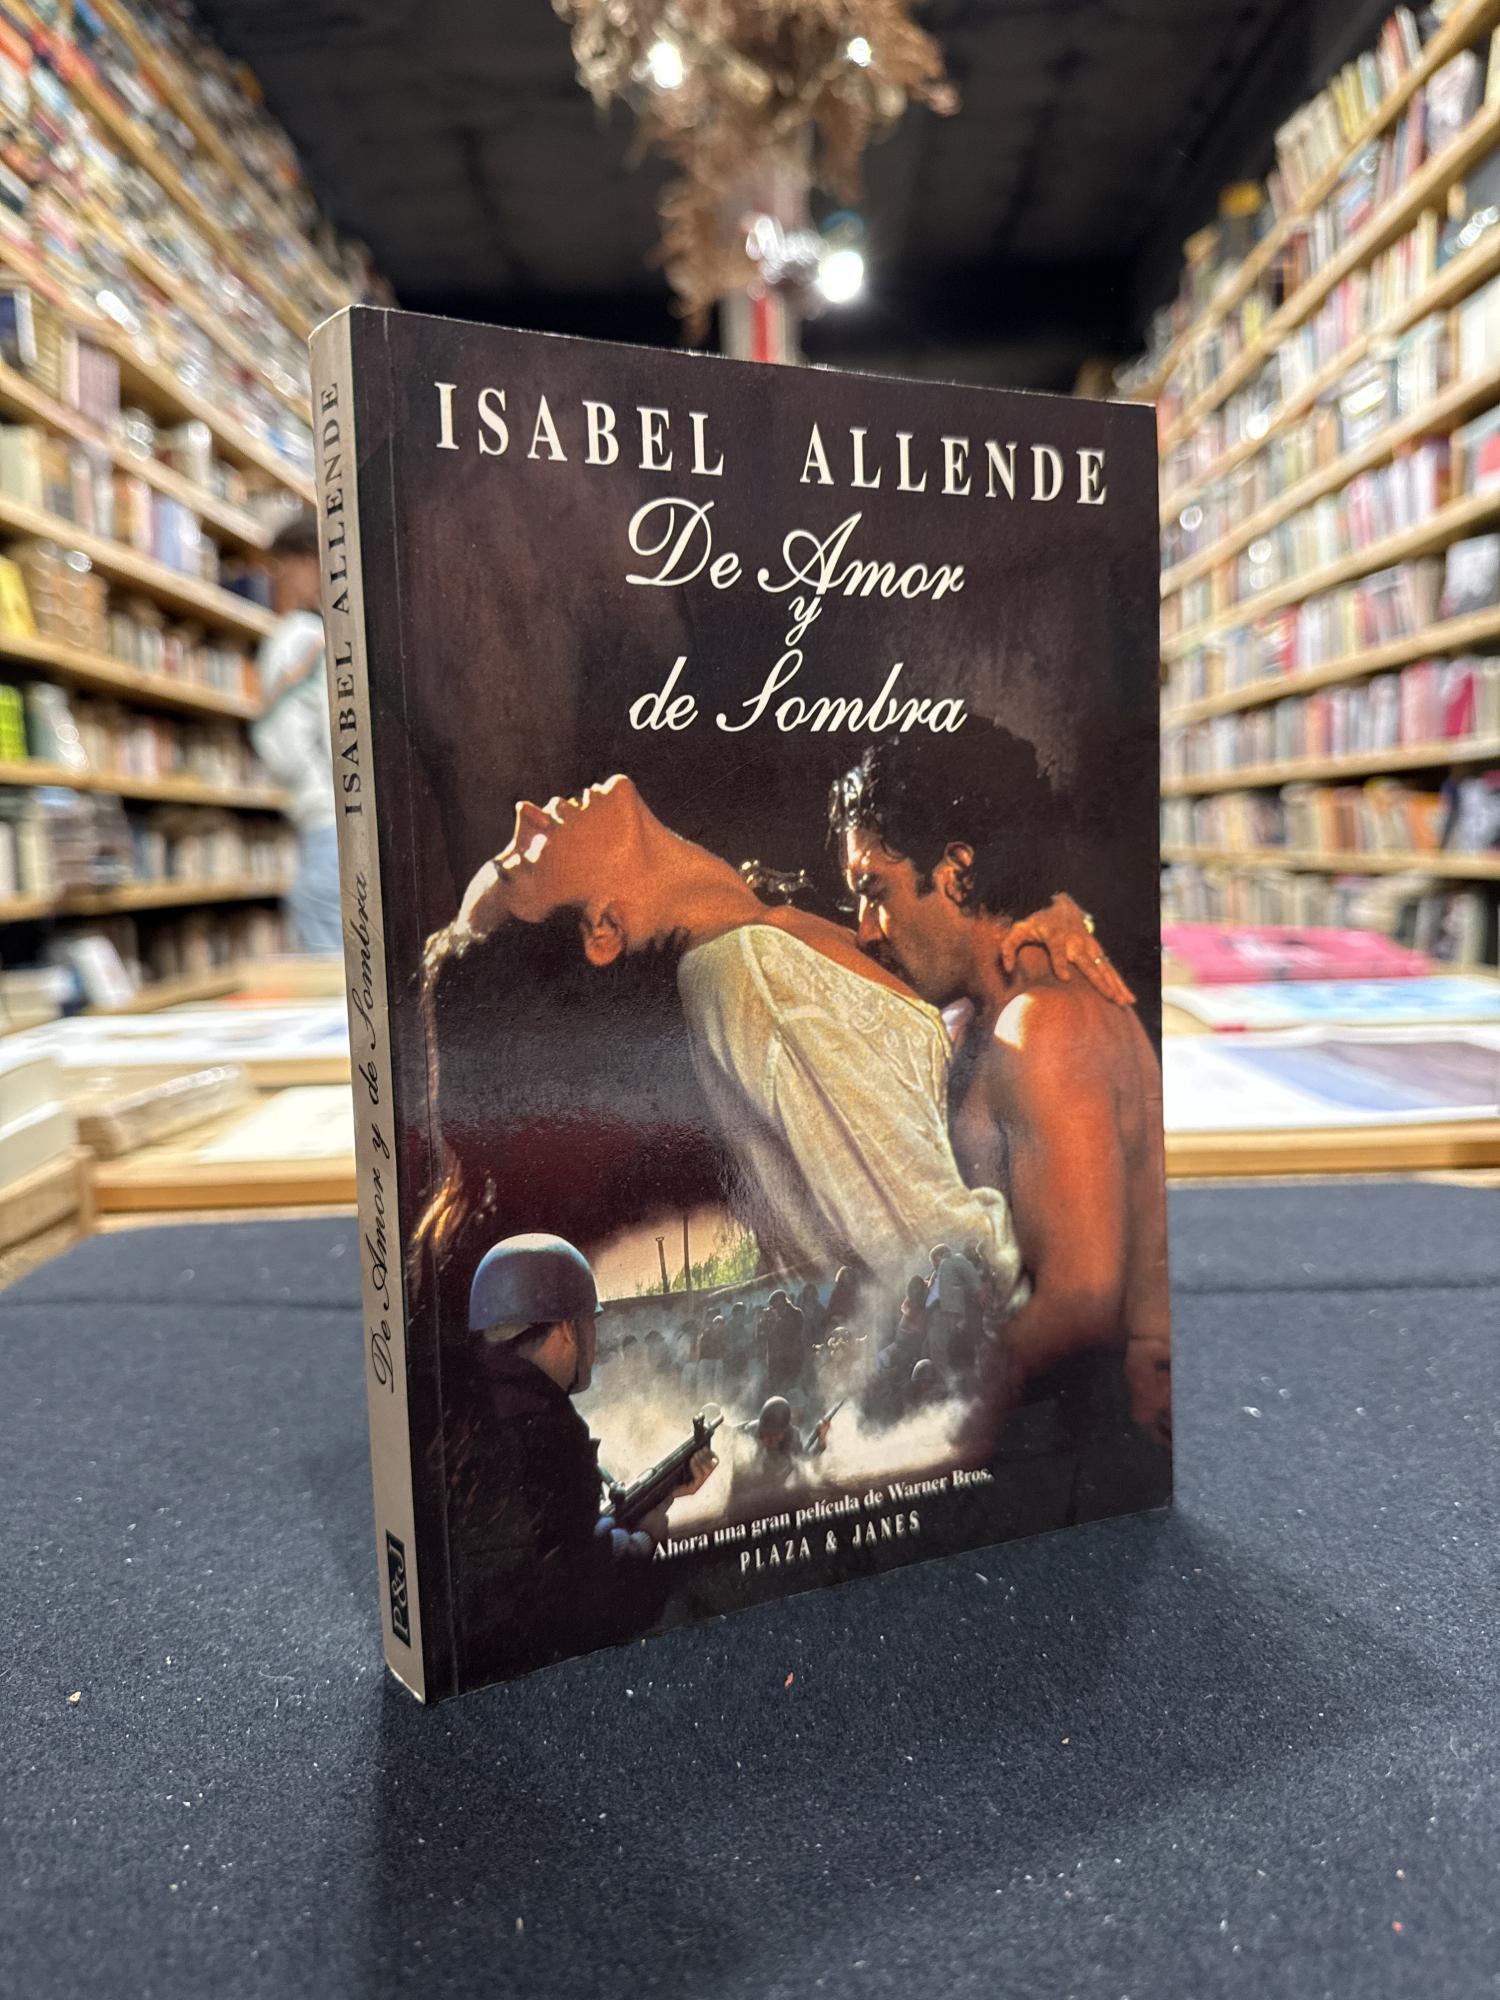 ISABEL ALLENDE
De Amor
y
de Sombra
Ahora una gran película de Warner Bros.
PLAZA & JANES
ISABEL ALLENDE
De Amor y de Sombra
P&J